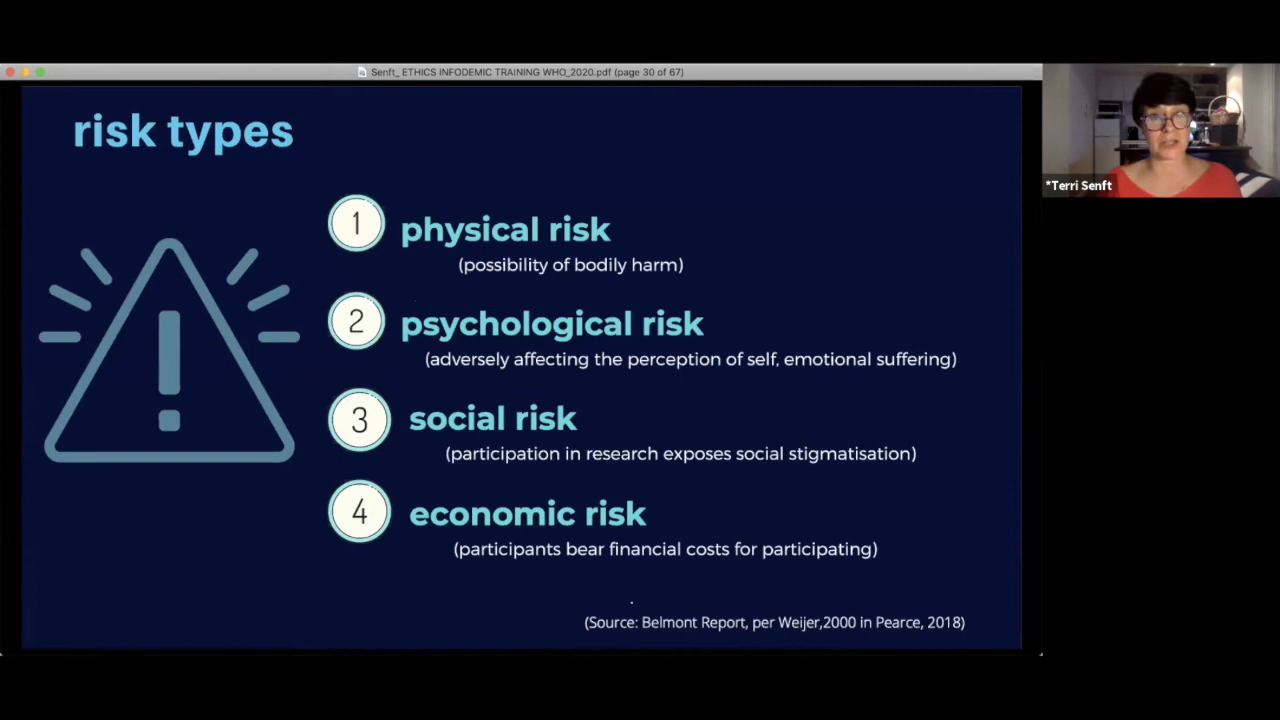 Senft_ ETHICS INFODEMIC TRAINING WHO_2020.pdf (page 30 of 67)
risk types
1
physical risk
(possibility of bodily harm)
2
psychological risk
(adversely affecting the perception of self, emotional suffering)
3
social risk
(participation in research exposes social stigmatisation)
4
economic risk
(participants bear financial costs for participating)
(Source: Belmont Report, per Weijer,2000 in Pearce, 2018)
*Terri Senft